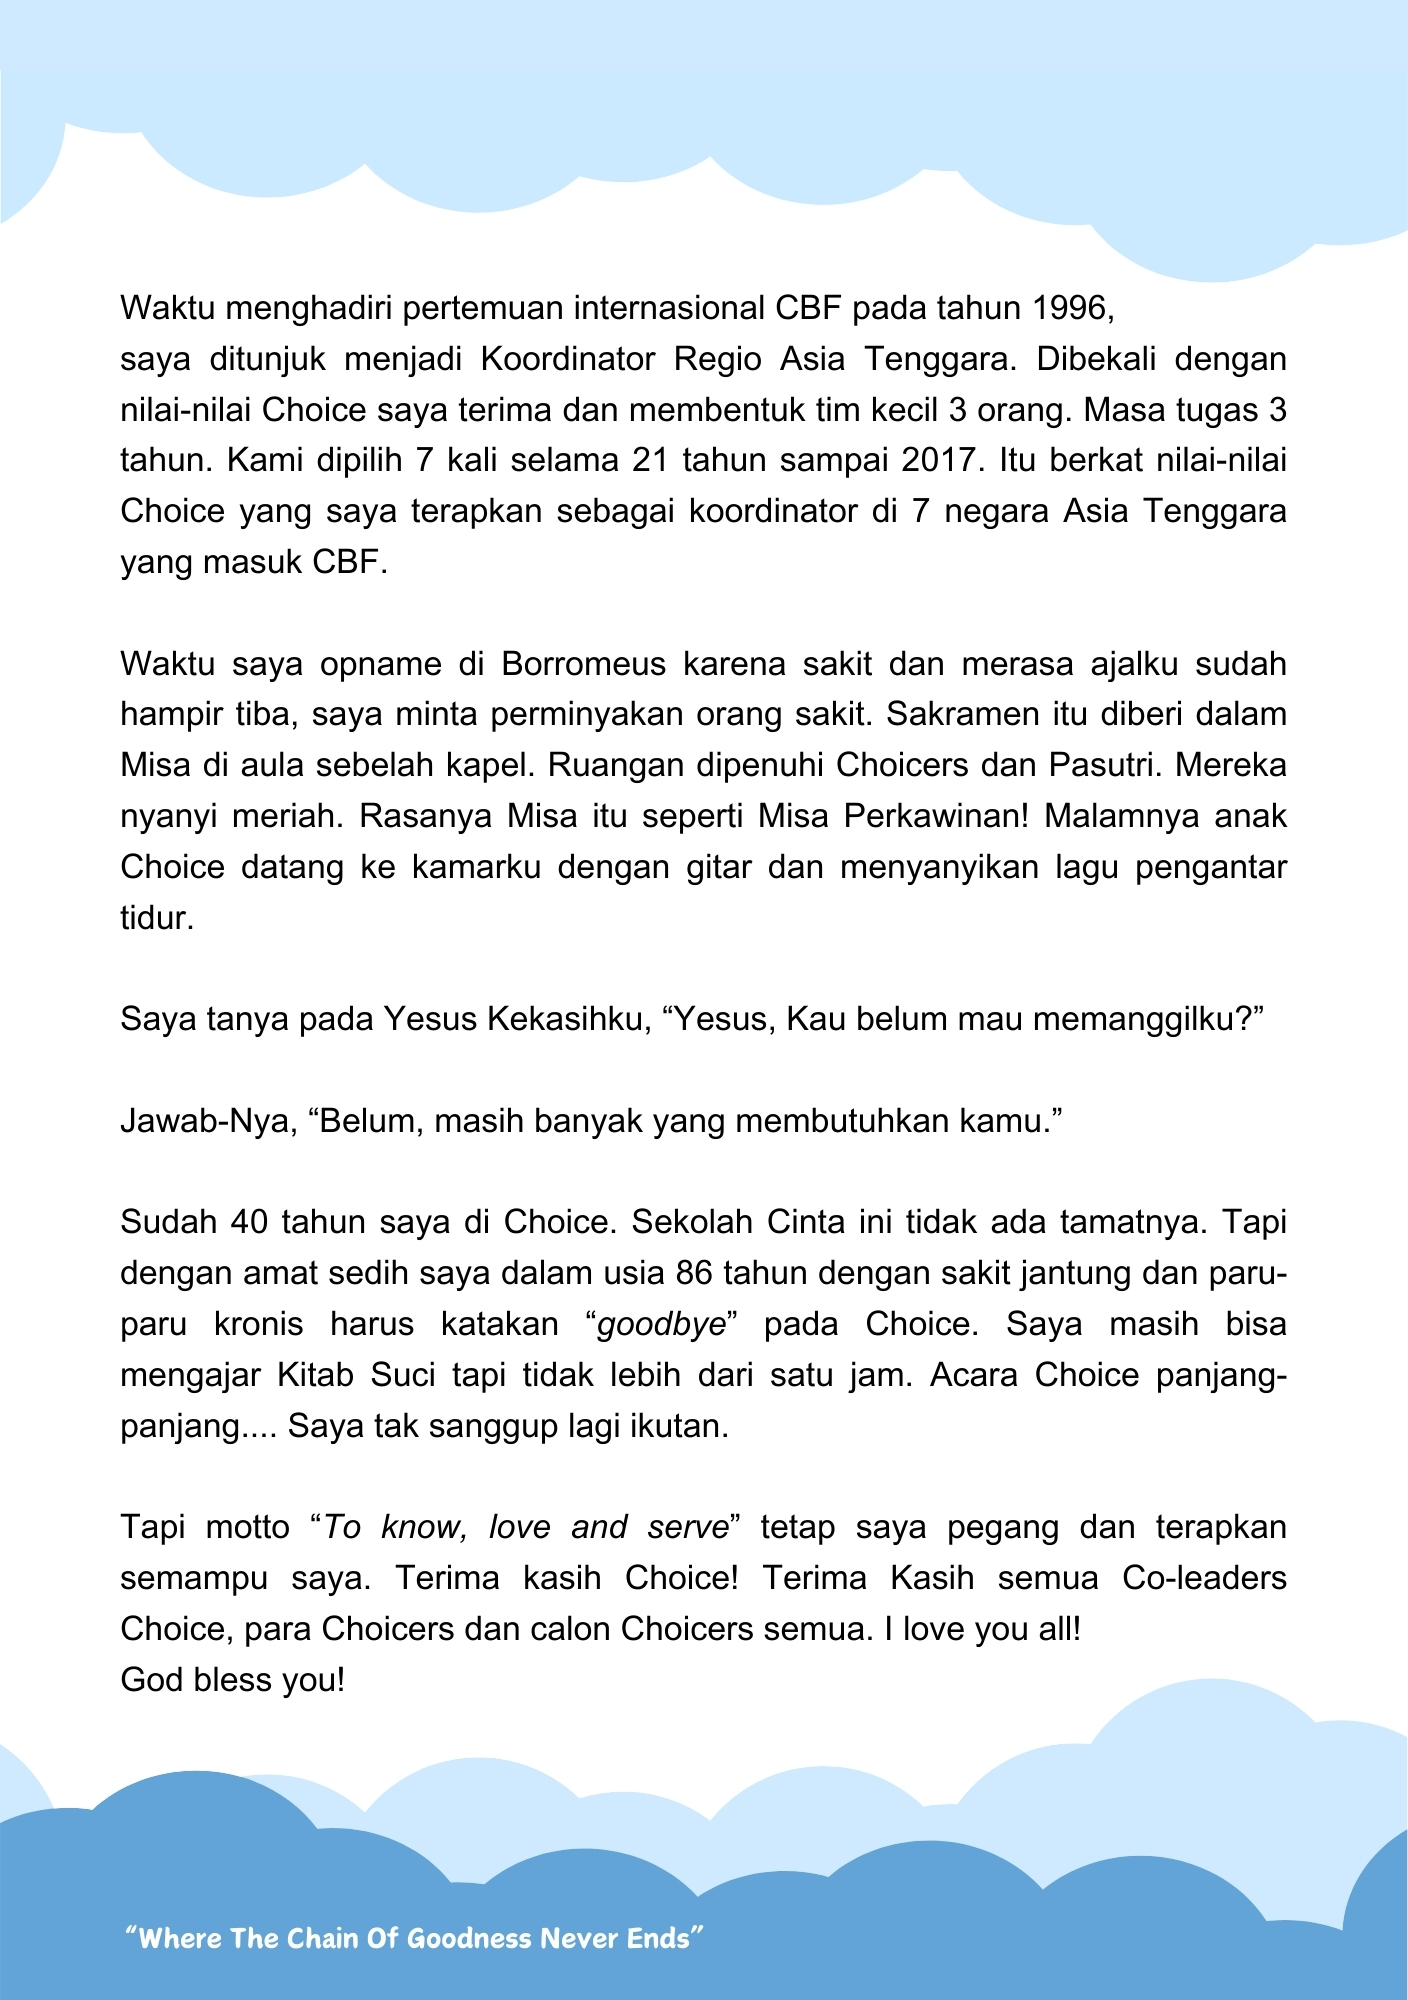 Waktu menghadiri pertemuan internasional CBF pada tahun 1996,
saya ditunjuk menjadi Koordinator Regio Asia Tenggara. Dibekali dengan
nilai-nilai Choice saya terima dan membentuk tim kecil 3 orang. Masa tugas 3
tahun. Kami dipilih 7 kali selama 21 tahun sampai 2017. Itu berkat nilai-nilai
Choice yang saya terapkan sebagai koordinator di 7 negara Asia Tenggara
yang masuk CBF.
Waktu saya opname di Borromeus karena sakit dan merasa ajalku sudah
hampir tiba, saya minta perminyakan orang sakit. Sakramen itu diberi dalam
Misa di aula sebelah kapel. Ruangan dipenuhi Choicers dan Pasutri. Mereka
nyanyi meriah. Rasanya Misa itu seperti Misa Perkawinan! Malamnya anak
Choice datang ke kamarku dengan gitar dan menyanyikan lagu pengantar
tidur.
Saya tanya pada Yesus Kekasihku, “Yesus, Kau belum mau memanggilku?”
Jawab-Nya, “Belum, masih banyak yang membutuhkan kamu.”
Sudah 40 tahun saya di Choice. Sekolah Cinta ini tidak ada tamatnya. Tapi
dengan amat sedih saya dalam usia 86 tahun dengan sakit jantung dan paru-
paru kronis harus katakan “goodbye” pada Choice. Saya masih bisa
mengajar Kitab Suci tapi tidak lebih dari satu jam. Acara Choice panjang-
panjang.... Saya tak sanggup lagi ikutan.
Tapi motto “To know, love and serve” tetap saya pegang dan terapkan
semampu saya. Terima kasih Choice! Terima Kasih semua Co-leaders
Choice, para Choicers dan calon Choicers semua. I love you all!
God bless you!
“Where The Chain Of Goodness Never Ends”